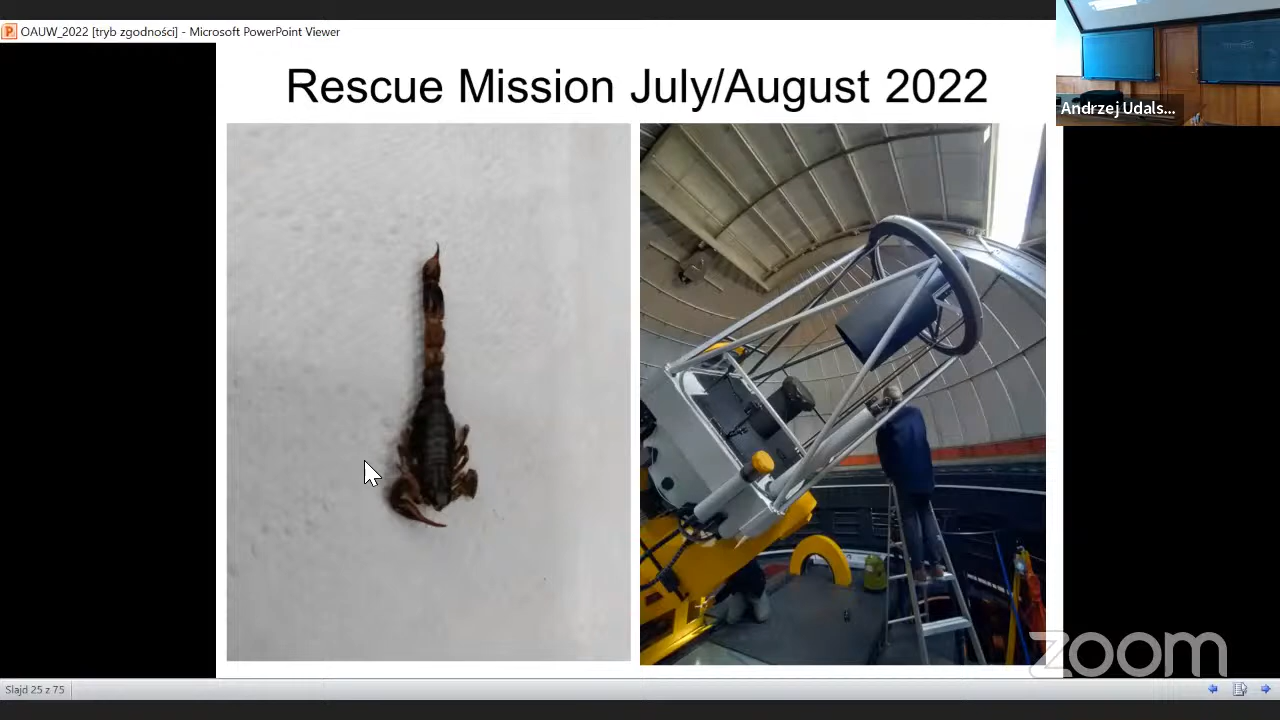 OAUW_2022 [tryb zgodności] - Microsoft PowerPoint Viewer
Rescue Mission July/August 2022
Andrzej Udals...
zoom
Slajd 25 z 75